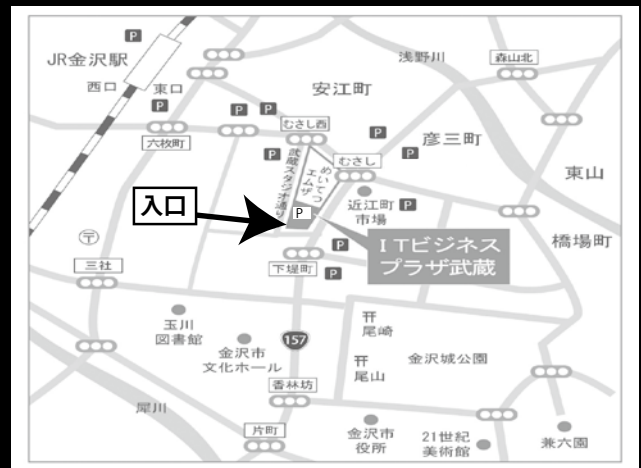 P
JR金沢駅
西口
東口
P
六枚町
P
P
安江町
浅野川
森山北
むさし西
P
P
彦三町
P
むさし
東山
武蔵スタジオ通り
めいてつ
エムザ
近江町
市場
P
入口
P
ITビジネス
プラザ武蔵
橋場町
P
〒
三社
下堤町
P
玉川
図書館
金沢市
文化ホール
157
尾崎
尾山
金沢城公園
香林坊
犀川
片町
金沢市
役所
21世紀
美術館
兼六園